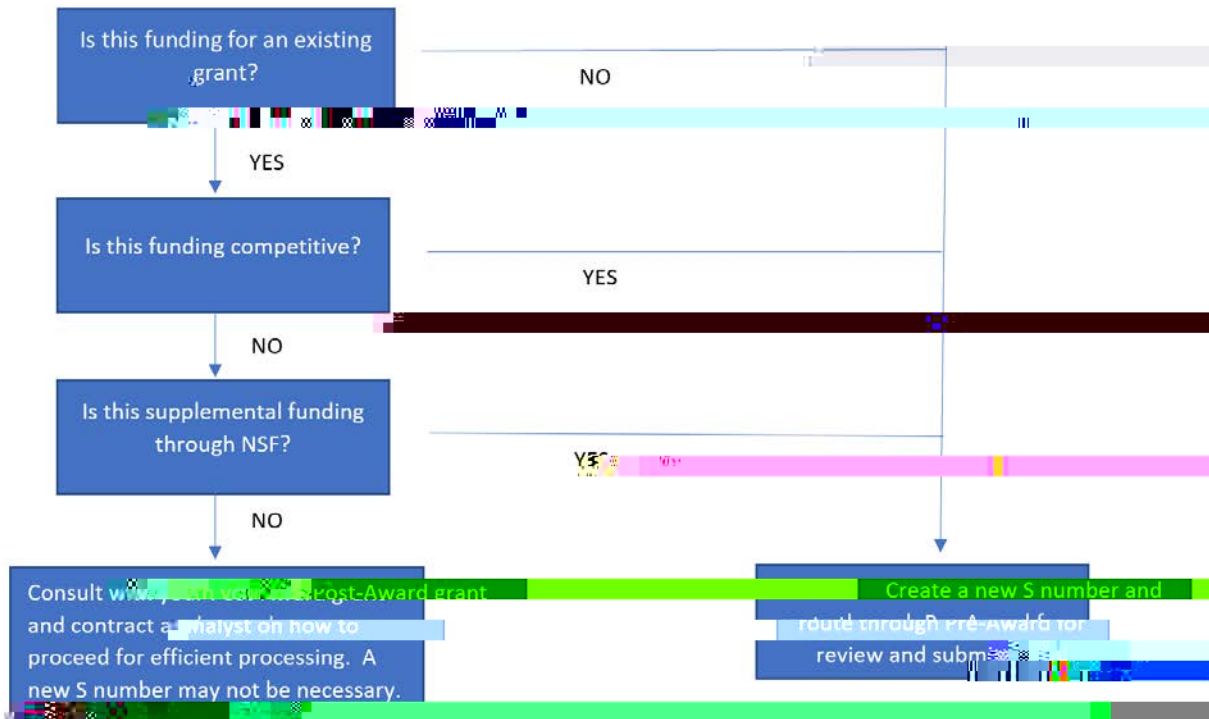 Is this funding for an existing
grant?
NO
YES
Is this funding competitive?
YES
NO
Is this supplemental funding
through NSF?
YES
NO
Consult Post-Award grant
and contract analyst on how to
proceed for efficient processing. A
new S number may not be necessary.
Create a new S number and
route through Pre-Award for
review and